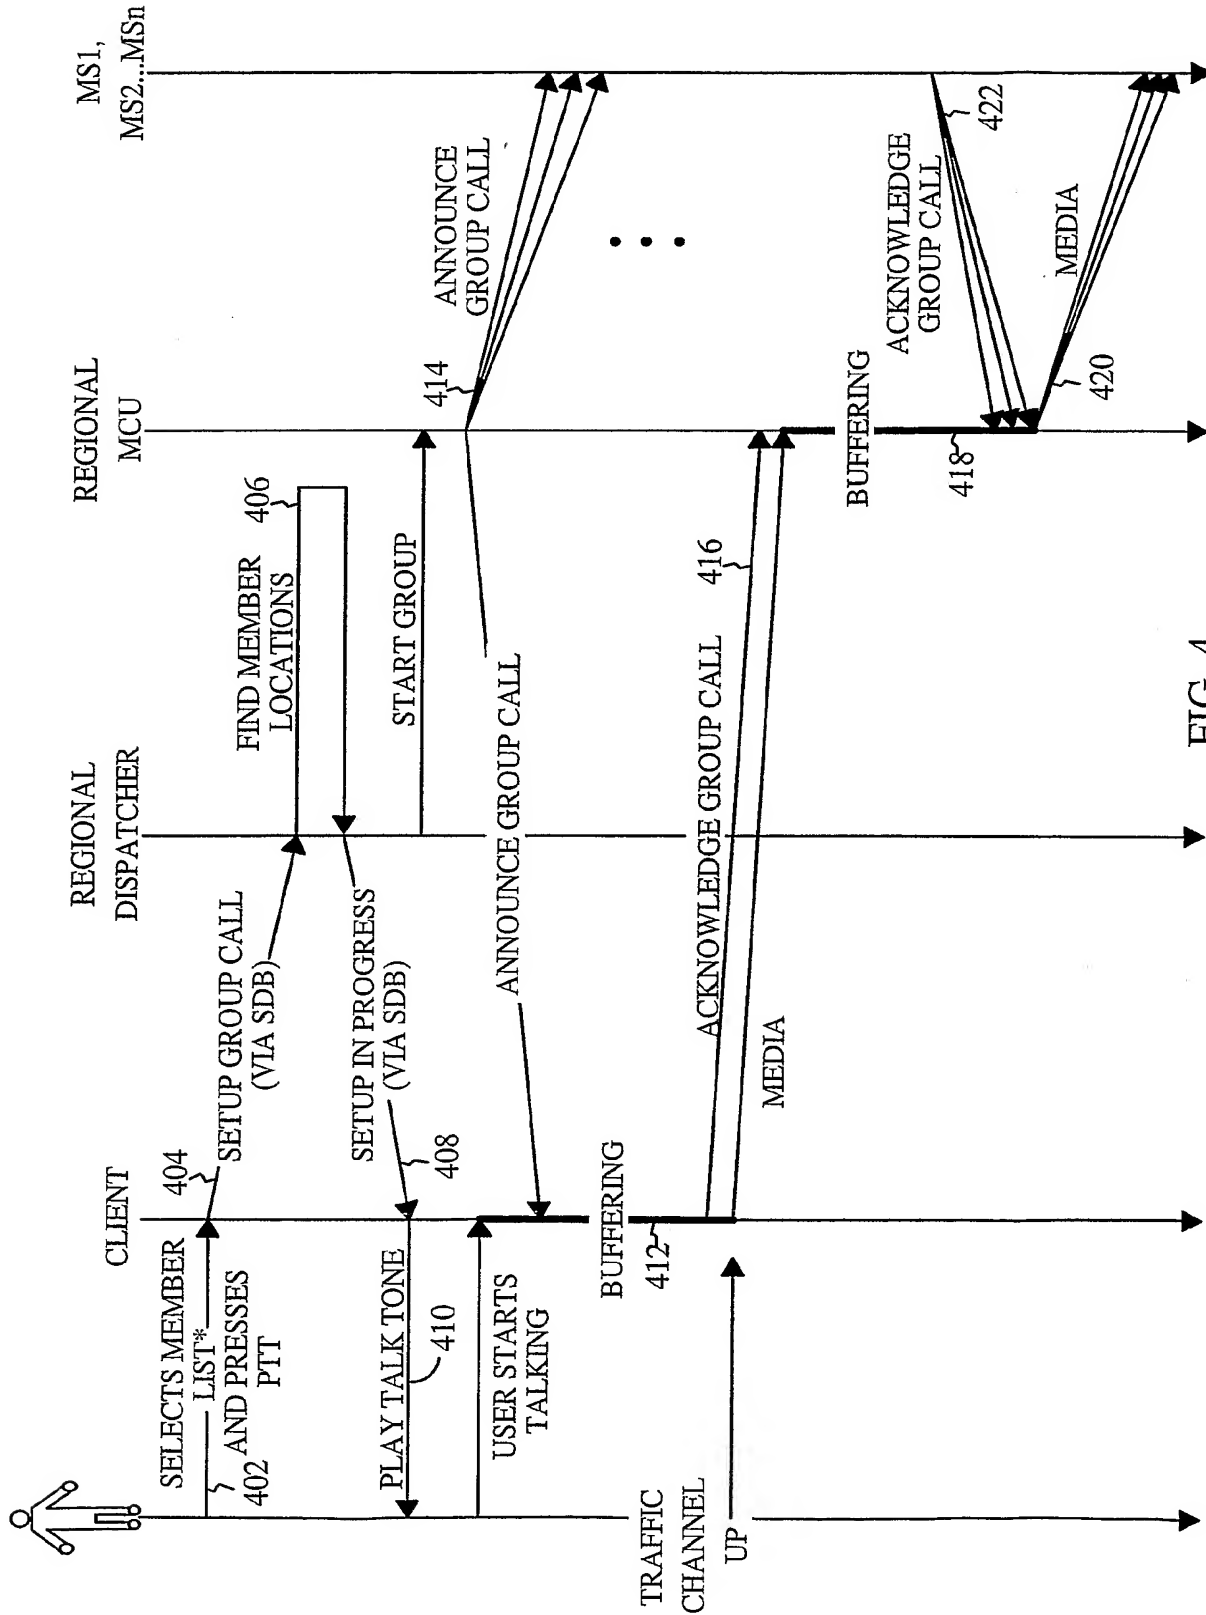 CLIENT
REGIONAL
DISPATCHER
REGIONAL
MCU
MS1,
MS2...MSn
SELECTS MEMBER
LIST*
AND PRESSES
PTT
402
404
SETUP GROUP CALL
(VIA SDB)
FIND MEMBER
LOCATIONS
406
SETUP IN PROGRESS
(VIA SDB)
408
PLAY TALK TONE
410
START GROUP
414
ANNOUNCE
GROUP CALL
USER STARTS
TALKING
ANNOUNCE GROUP CALL
BUFFERING
412
TRAFFIC
CHANNEL
UP
ACKNOWLEDGE GROUP CALL
416
MEDIA
BUFFERING
418
ACKNOWLEDGE
GROUP CALL
422
MEDIA
420
FIG. 4